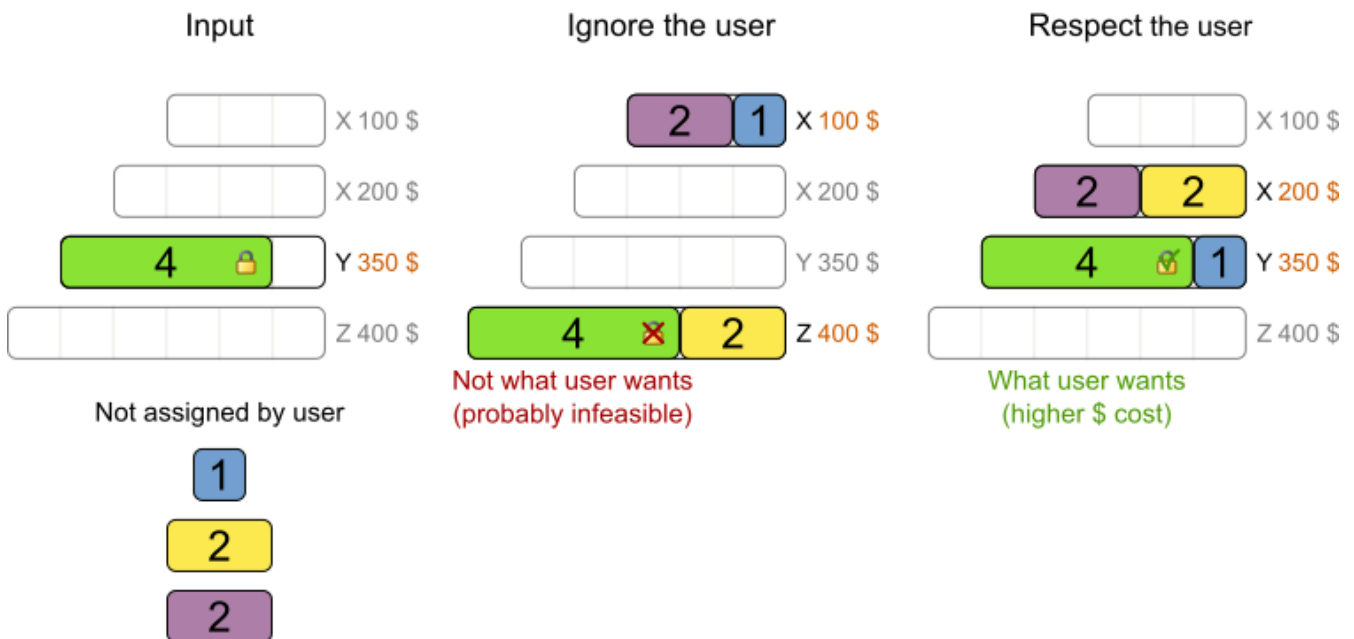 Input
X 100 $
X 200 $
4
Y 350 $
Z 400 $
Not assigned by user
1
2
2
Ignore the user
2 1 X 100 $
X 200 $
Y 350 $
4 2 Z 400 $
Not what user wants
(probably infeasible)
Respect the user
X 100 $
2 2 X 200 $
4 1 Y 350 $
Z 400 $
What user wants
(higher $ cost)